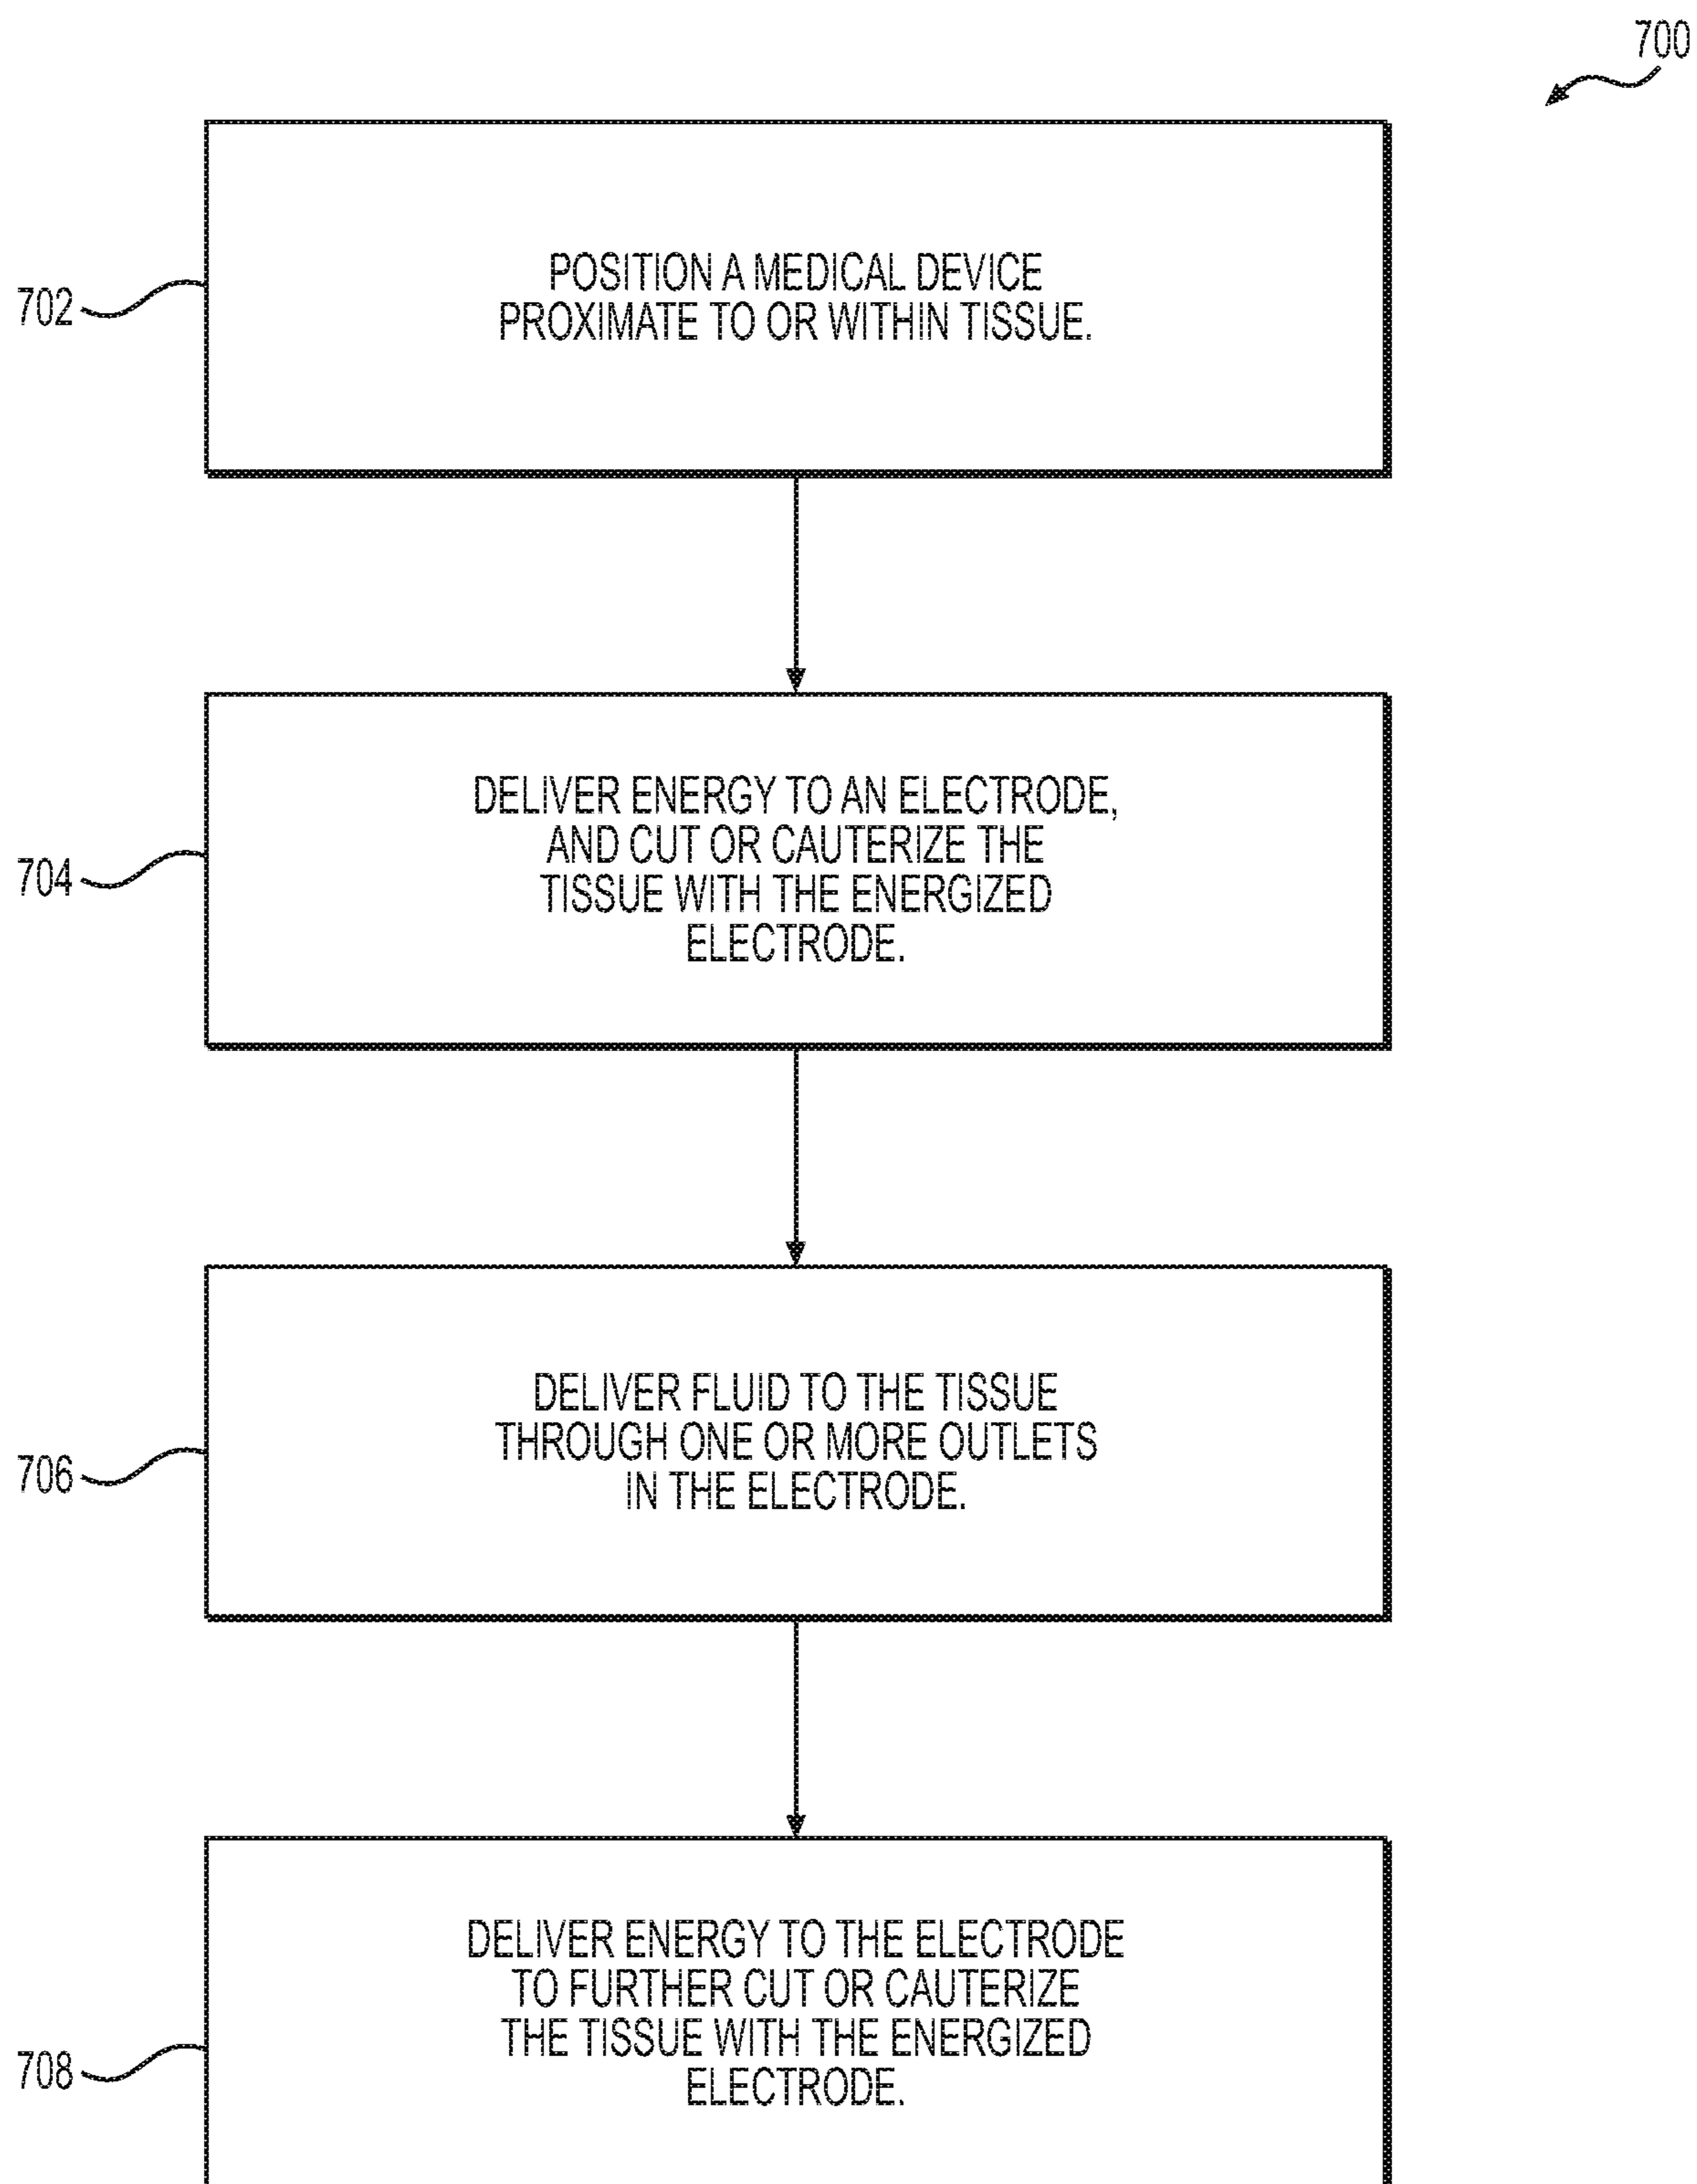 700
702
POSITION A MEDICAL DEVICE
PROXIMATE TO OR WITHIN TISSUE.
704
DELIVER ENERGY TO AN ELECTRODE,
AND CUT OR CAUTERIZE THE
TISSUE WITH THE ENERGIZED
ELECTRODE.
706
DELIVER FLUID TO THE TISSUE
THROUGH ONE OR MORE OUTLETS
IN THE ELECTRODE.
708
DELIVER ENERGY TO THE ELECTRODE
TO FURTHER CUT OR CAUTERIZE
THE TISSUE WITH THE ENERGIZED
ELECTRODE.